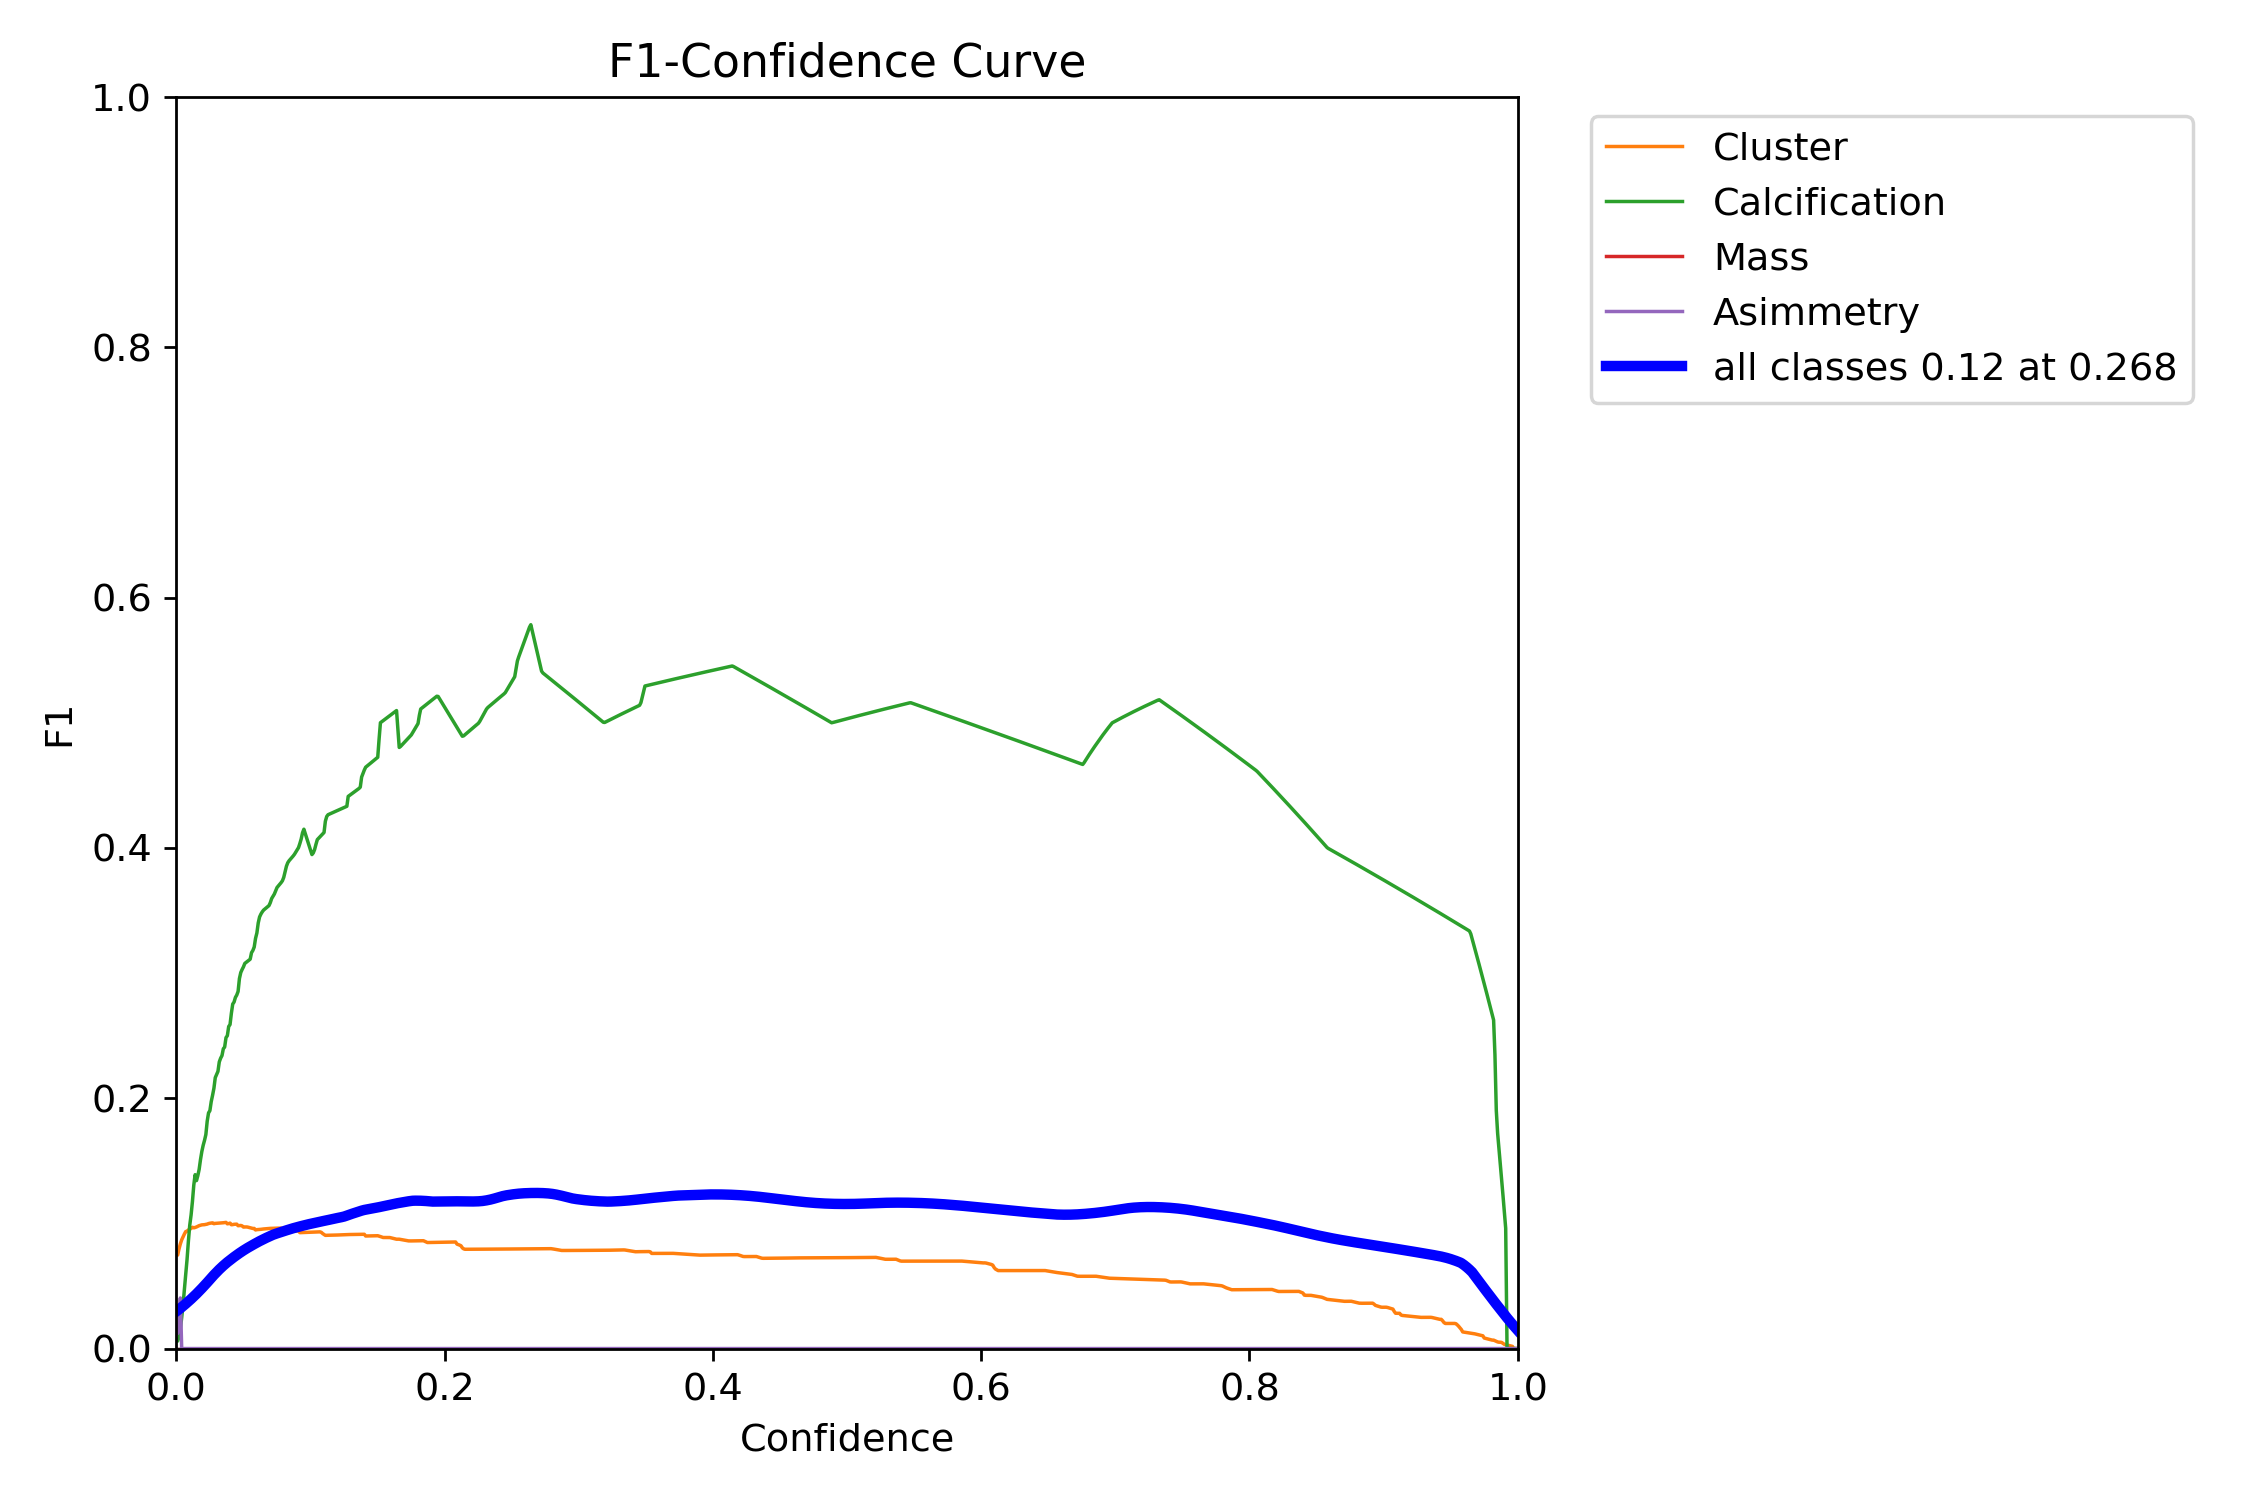 F1-Confidence Curve
1.0
0.8
0.6
0.4
0.2
0.0
F1
0.0 0.2 0.4 0.6 0.8 1.0
Confidence
Cluster
Calcification
Mass
Asimmetry
all classes 0.12 at 0.268